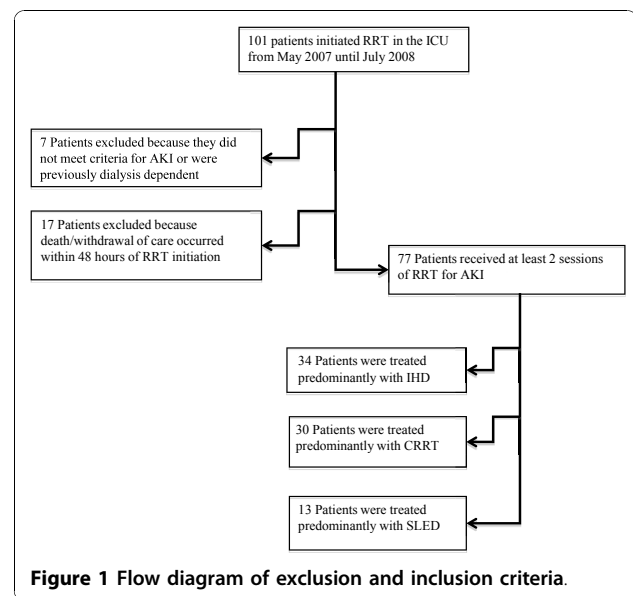 101 patients initiated RRT in the ICU
from May 2007 until July 2008
7 Patients excluded because they did
not meet criteria for AKI or were
previously dialysis dependent
17 Patients excluded because
death/withdrawal of care occurred
within 48 hours of RRT initiation
77 Patients received at least 2 sessions
of RRT for AKI
34 Patients were treated
predominantly with IHD
30 Patients were treated
predominantly with CRRT
13 Patients were treated
predominantly with SLED
Figure 1 Flow diagram of exclusion and inclusion criteria.